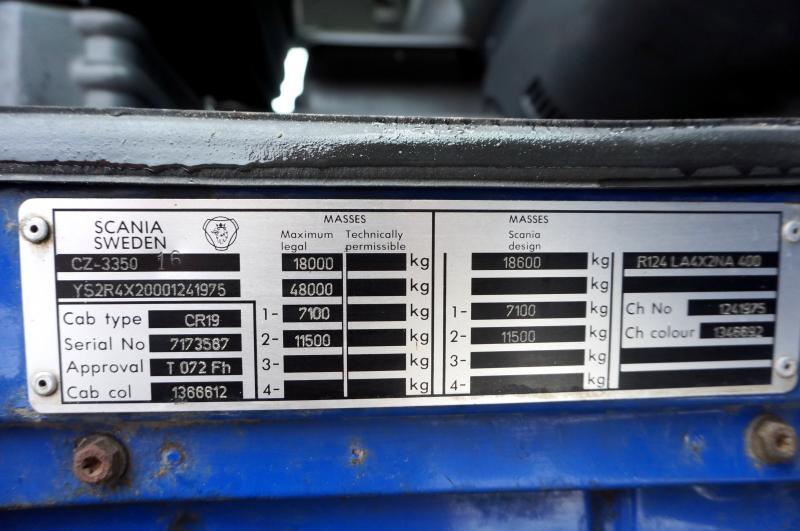 SCANIA
SWEDEN
CZ-3350 16
YS2R4X20001241975
Cab type CR19
Serial No 7173567
Approval T 072 Fh
Cab col 1366612
MASSES
Maximum legal Technically permissible
18000 kg
48000 kg
1- 7100 kg
2- 11500 kg
3- kg
4- kg
MASSES
Scania design
18600 kg
kg
1- 7100 kg
2- 11500 kg
3- kg
4- kg
R124 LA4X2NA 400
Ch No 1241975
Ch colour 1346692